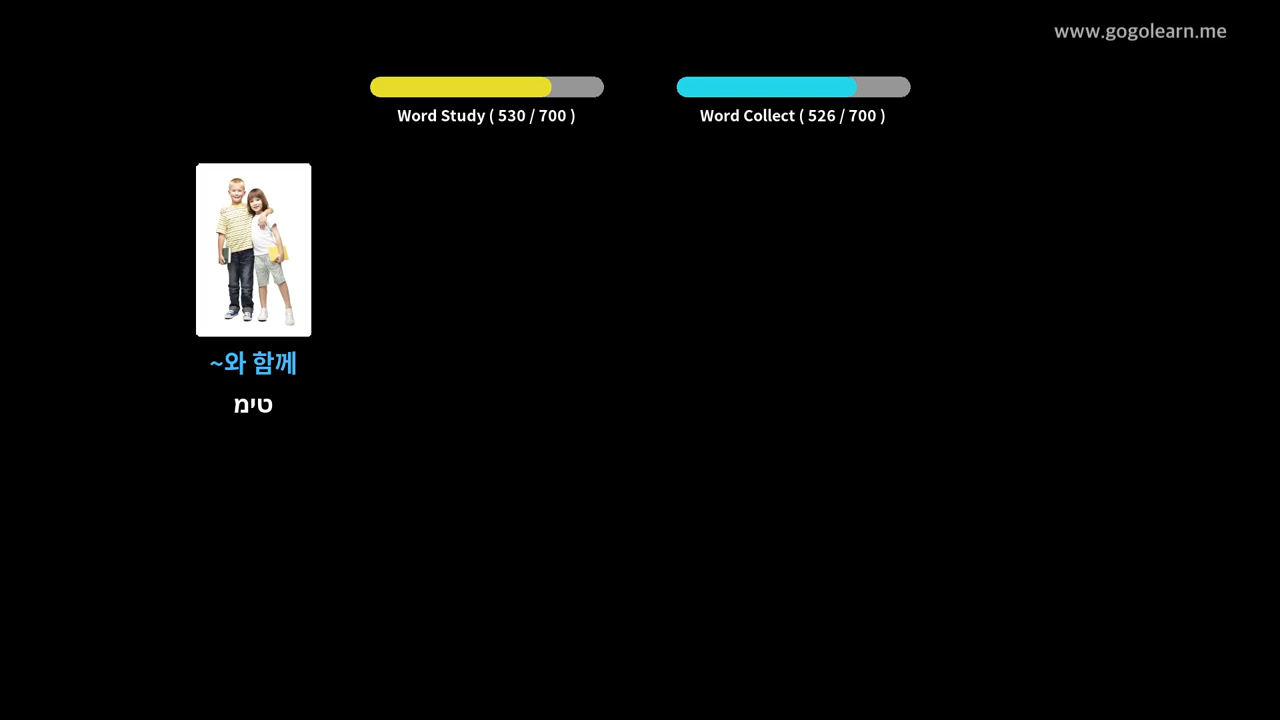 www.gogolearn.me
Word Study ( 530 / 700 )
Word Collect ( 526 / 700 )
~와 함께
טימ